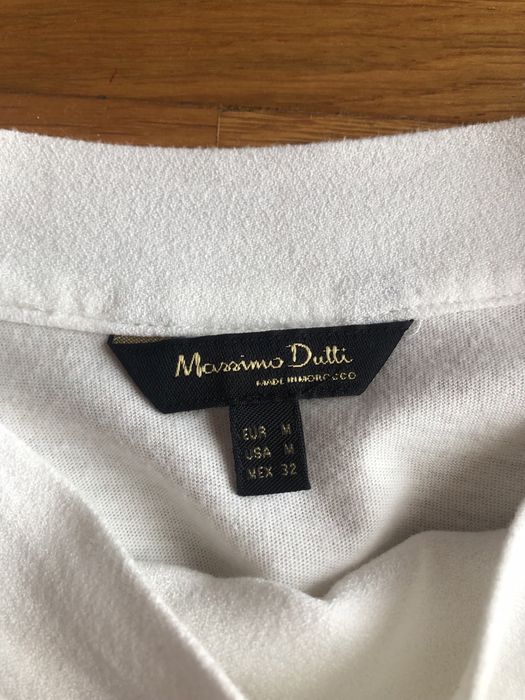 Massimo Dutti
MADE IN MOROCCO
EUR M
USA M
MEX 32